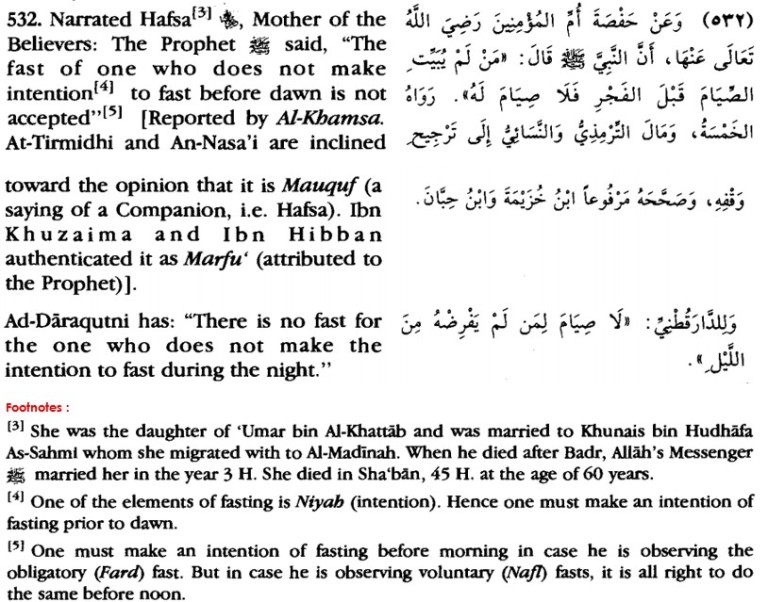 532. Narrated Hafsa[3] , Mother of the
Believers: The Prophet ﷺ said, “The
fast of one who does not make
intention[4] to fast before dawn is not
accepted”[5] [Reported by Al-Khamsa.
At-Tirmidhi and An-Nasa’i are inclined
toward the opinion that it is Mauquf (a
saying of a Companion, i.e. Hafsa). Ibn
Khuzaima and Ibn Hibban
authenticated it as Marfu‘ (attributed to
the Prophet)].
Ad-Dāraqutni has: “There is no fast for
the one who does not make the
intention to fast during the night.”
(٥٣٢) وَعَنْ حَفْصَةَ أُمِّ المُؤْمِنِينَ رَضِيَ اللَّهُ
تَعَالَى عَنْهَا، أَنَّ النَّبِيَّ ﷺ قَالَ: «مَنْ لَمْ يُبَيِّتِ
الصِّيَامَ قَبْلَ الفَجْرِ فَلَا صِيَامَ لَهُ». رَوَاهُ
الخَمْسَةُ، وَمَالَ التِّرْمِذِيُّ وَالنَّسَائِيُّ إِلَى تَرْجِيحِ
وَقْفِهِ، وَصَحَّحَهُ مَرْفُوعاً ابْنُ خُزَيْمَةَ وَابْنُ حِبَّانَ.
وَلِلدَّارَقُطْنِيِّ: «لَا صِيَامَ لِمَن لَمْ يَفْرِضْهُ مِنَ
اللَّيْلِ».
Footnotes :
[3] She was the daughter of ‘Umar bin Al-Khattāb and was married to Khunais bin Hudhāfa
As-Sahmi whom she migrated with to Al-Madīnah. When he died after Badr, Allāh’s Messenger
ﷺ married her in the year 3 H. She died in Sha‘bān, 45 H. at the age of 60 years.
[4] One of the elements of fasting is Niyah (intention). Hence one must make an intention of
fasting prior to dawn.
[5] One must make an intention of fasting before morning in case he is observing the
obligatory (Fard) fast. But in case he is observing voluntary (Nafl) fasts, it is all right to do
the same before noon.